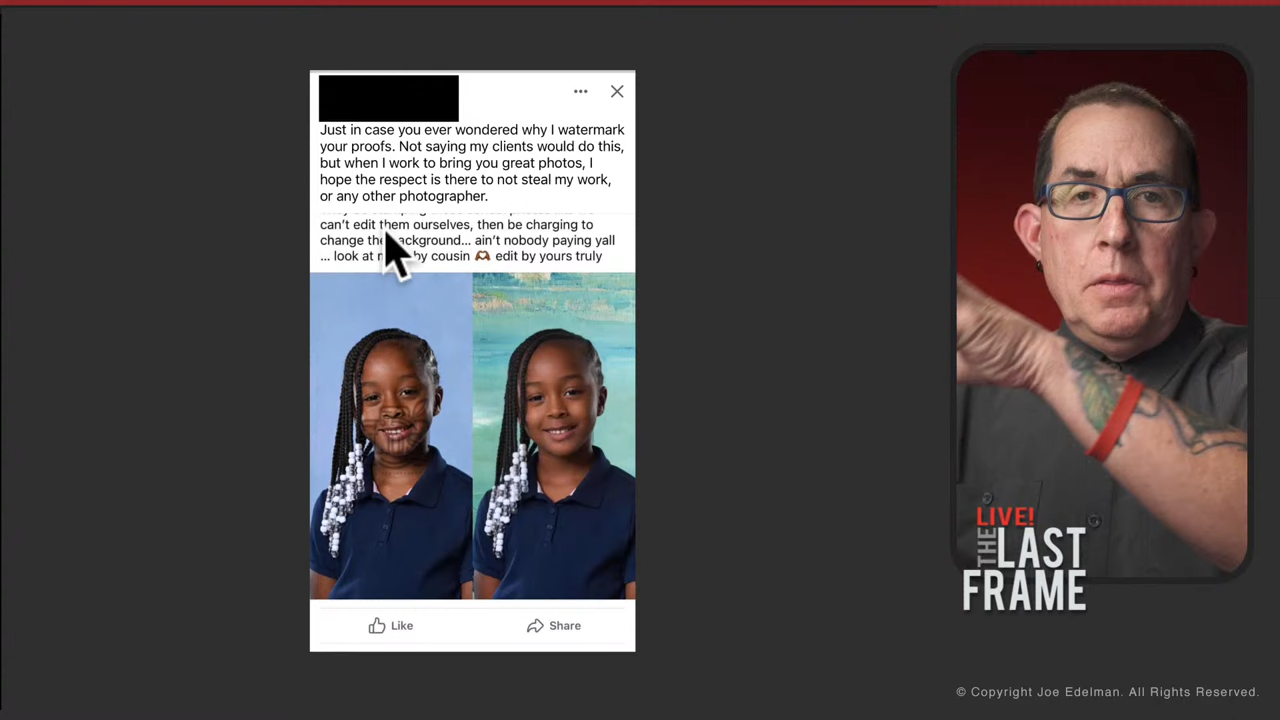 Just in case you ever wondered why I watermark
your proofs. Not saying my clients would do this,
but when I work to bring you great photos, I
hope the respect is there to not steal my work,
or any other photographer.
can't edit them ourselves, then be charging to
change the background... ain't nobody paying yall
... look at by cousin 🫶🏾 edit by yours truly
Like
Share
LIVE!
THE LAST
FRAME
© Copyright Joe Edelman. All Rights Reserved.